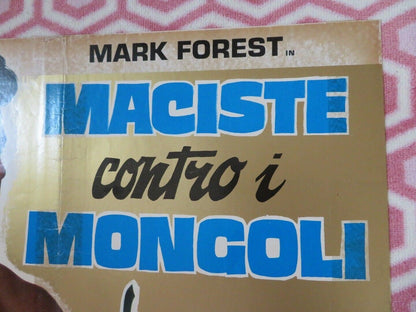 MARK FOREST IN
MACISTE
contro i
MONGOLI